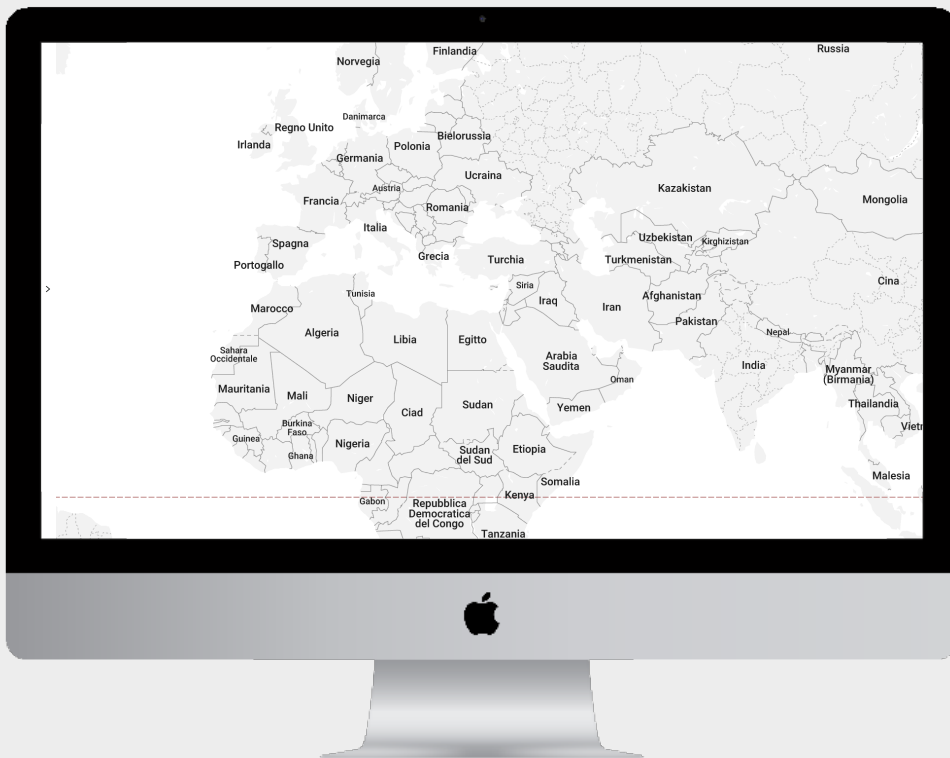 Finlandia
Russia
Norvegia
Danimarca
Regno Unito
Bielorussia
Irlanda
Polonia
Germania
Ucraina
Austria
Kazakistan
Francia
Mongolia
Romania
Italia
Uzbekistan
Kirghizistan
Spagna
Grecia
Turchia
Turkmenistan
Portogallo
Cina
Siria
Tunisia
Afghanistan
Iraq
Iran
Marocco
Pakistan
Algeria
Nepal
Libia
Egitto
Sahara
Occidentale
Arabia
Saudita
India
Myanmar
(Birmania)
Oman
Mauritania
Mali
Niger
Thailandia
Sudan
Yemen
Ciad
Burkina
Faso
Vietn
Guinea
Nigeria
Etiopia
Sudan
del Sud
Ghana
Malesia
Somalia
Kenya
Gabon
Repubblica
Democratica
del Congo
Tanzania